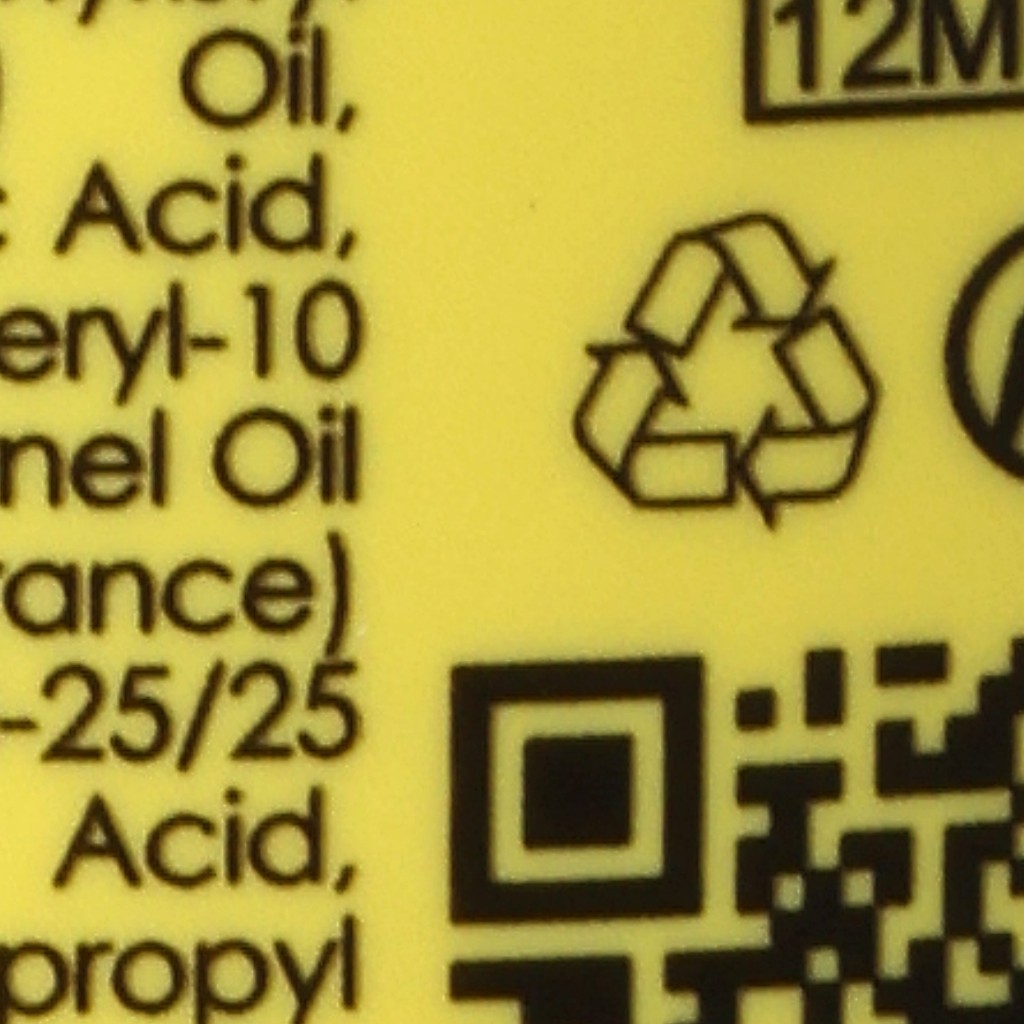 Oil,
Acid,
eryl-10
nel Oil
rance)
-25/25
Acid,
propyl
12M